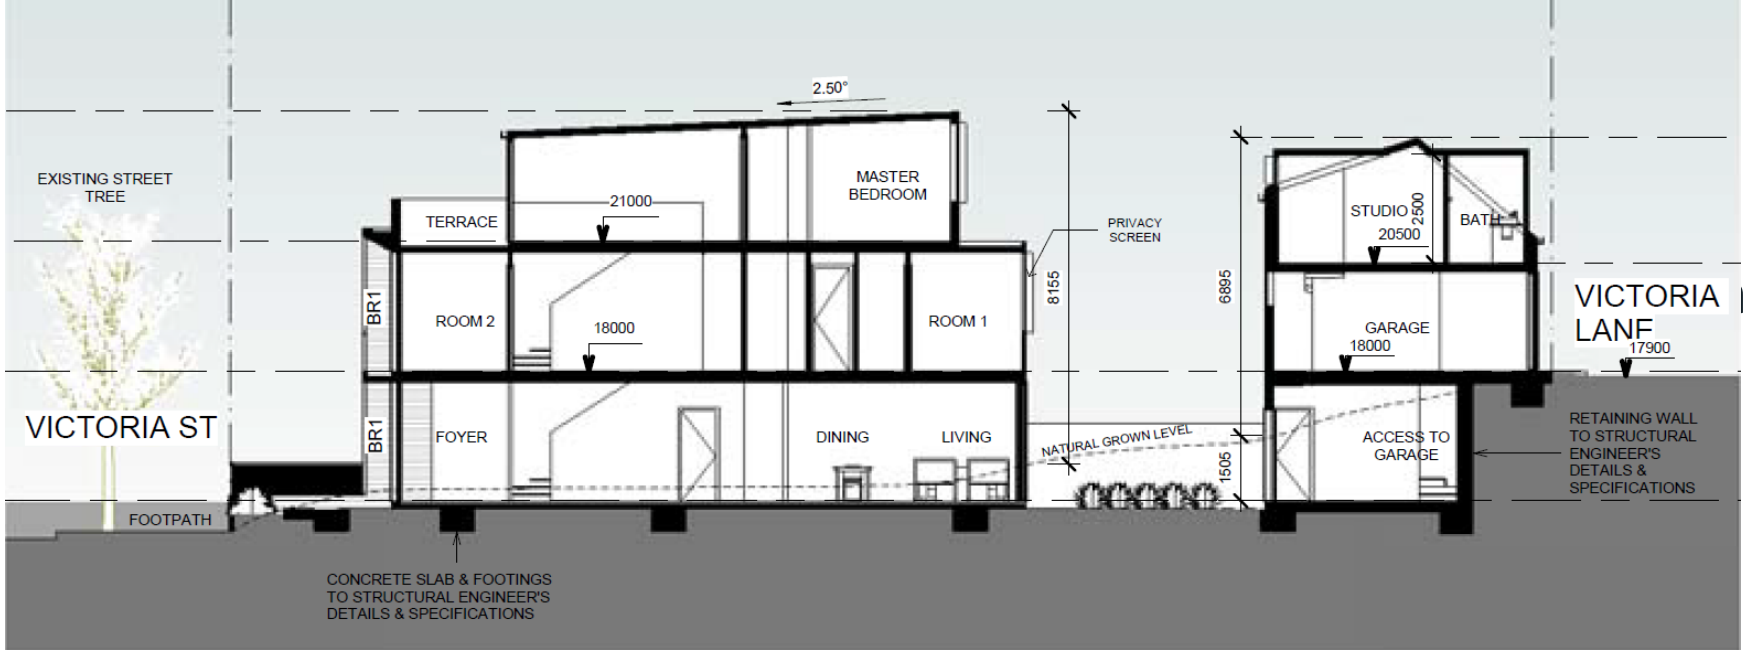 2.50°
EXISTING STREET
TREE
MASTER
BEDROOM
21000
TERRACE
STUDIO
2500
BATH
20500
PRIVACY
SCREEN
8155
6895
VICTORIA
LANE
17900
BR1
ROOM 2
18000
ROOM 1
GARAGE
18000
VICTORIA ST
BR1
FOYER
DINING
LIVING
NATURAL GROWN LEVEL
1505
ACCESS TO
GARAGE
RETAINING WALL
TO STRUCTURAL
ENGINEER'S
DETAILS &
SPECIFICATIONS
FOOTPATH
CONCRETE SLAB & FOOTINGS
TO STRUCTURAL ENGINEER'S
DETAILS & SPECIFICATIONS